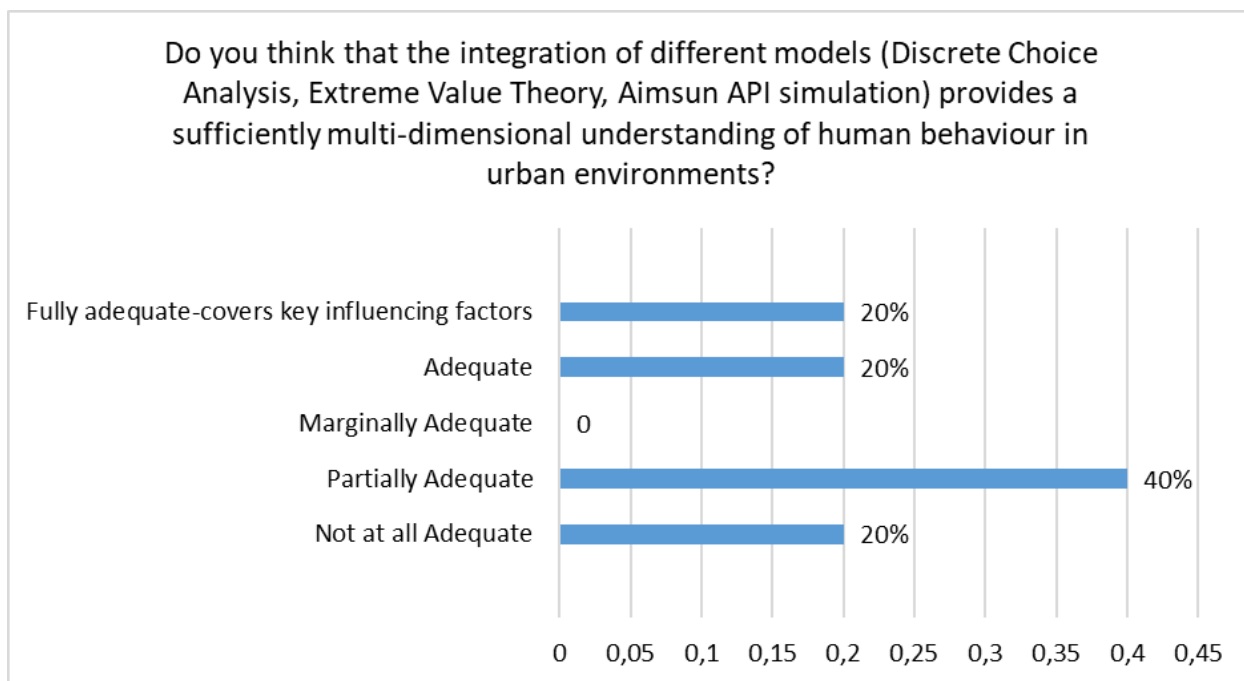 Do you think that the integration of different models (Discrete Choice
Analysis, Extreme Value Theory, Aimsun API simulation) provides a
sufficiently multi-dimensional understanding of human behaviour in
urban environments?
Fully adequate-covers key influencing factors 20%
Adequate 20%
Marginally Adequate 0
Partially Adequate 40%
Not at all Adequate 20%
0 0,05 0,1 0,15 0,2 0,25 0,3 0,35 0,4 0,45